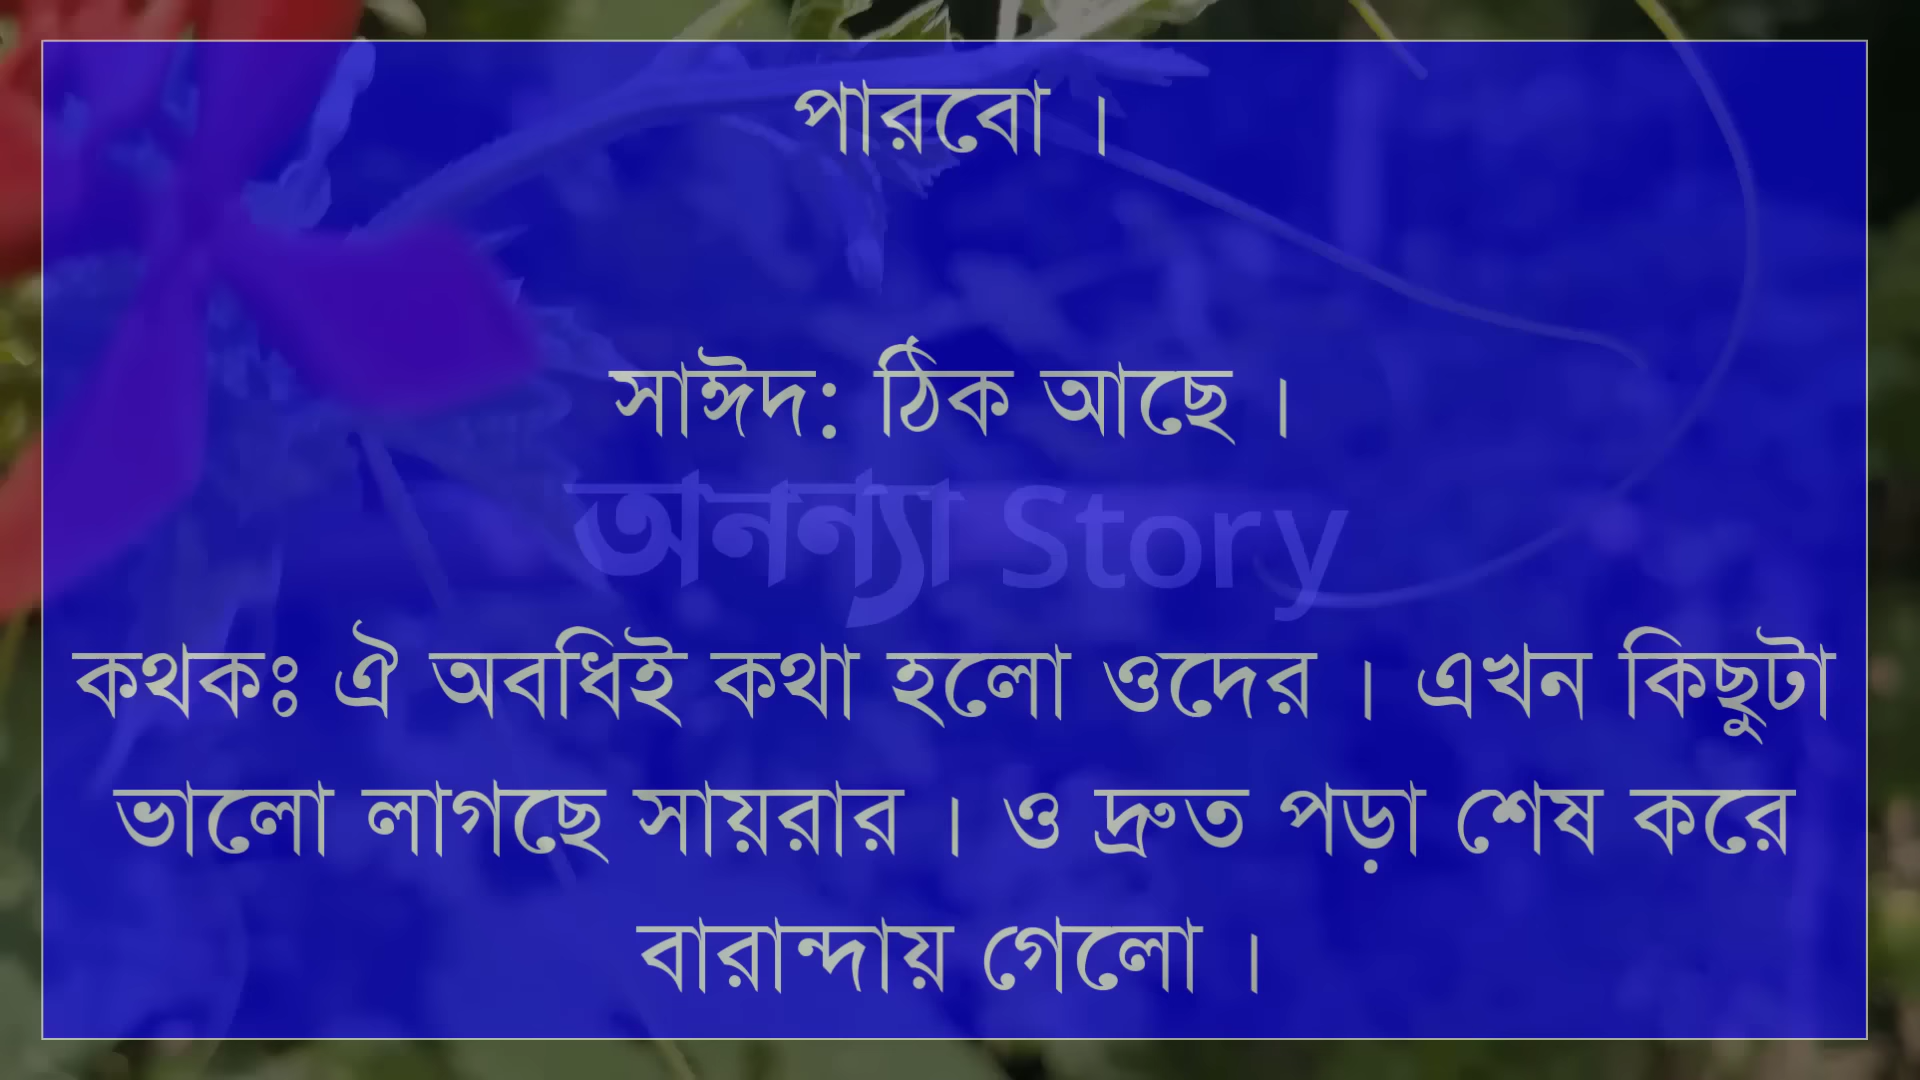 পারবো ।
সাঈদ: ঠিক আছে ।
অনন্যা Story
কথকঃ ঐ অবধিই কথা হলো ওদের । এখন কিছুটা
ভালো লাগছে সায়রার । ও দ্রুত পড়া শেষ করে
বারান্দায় গেলো ।